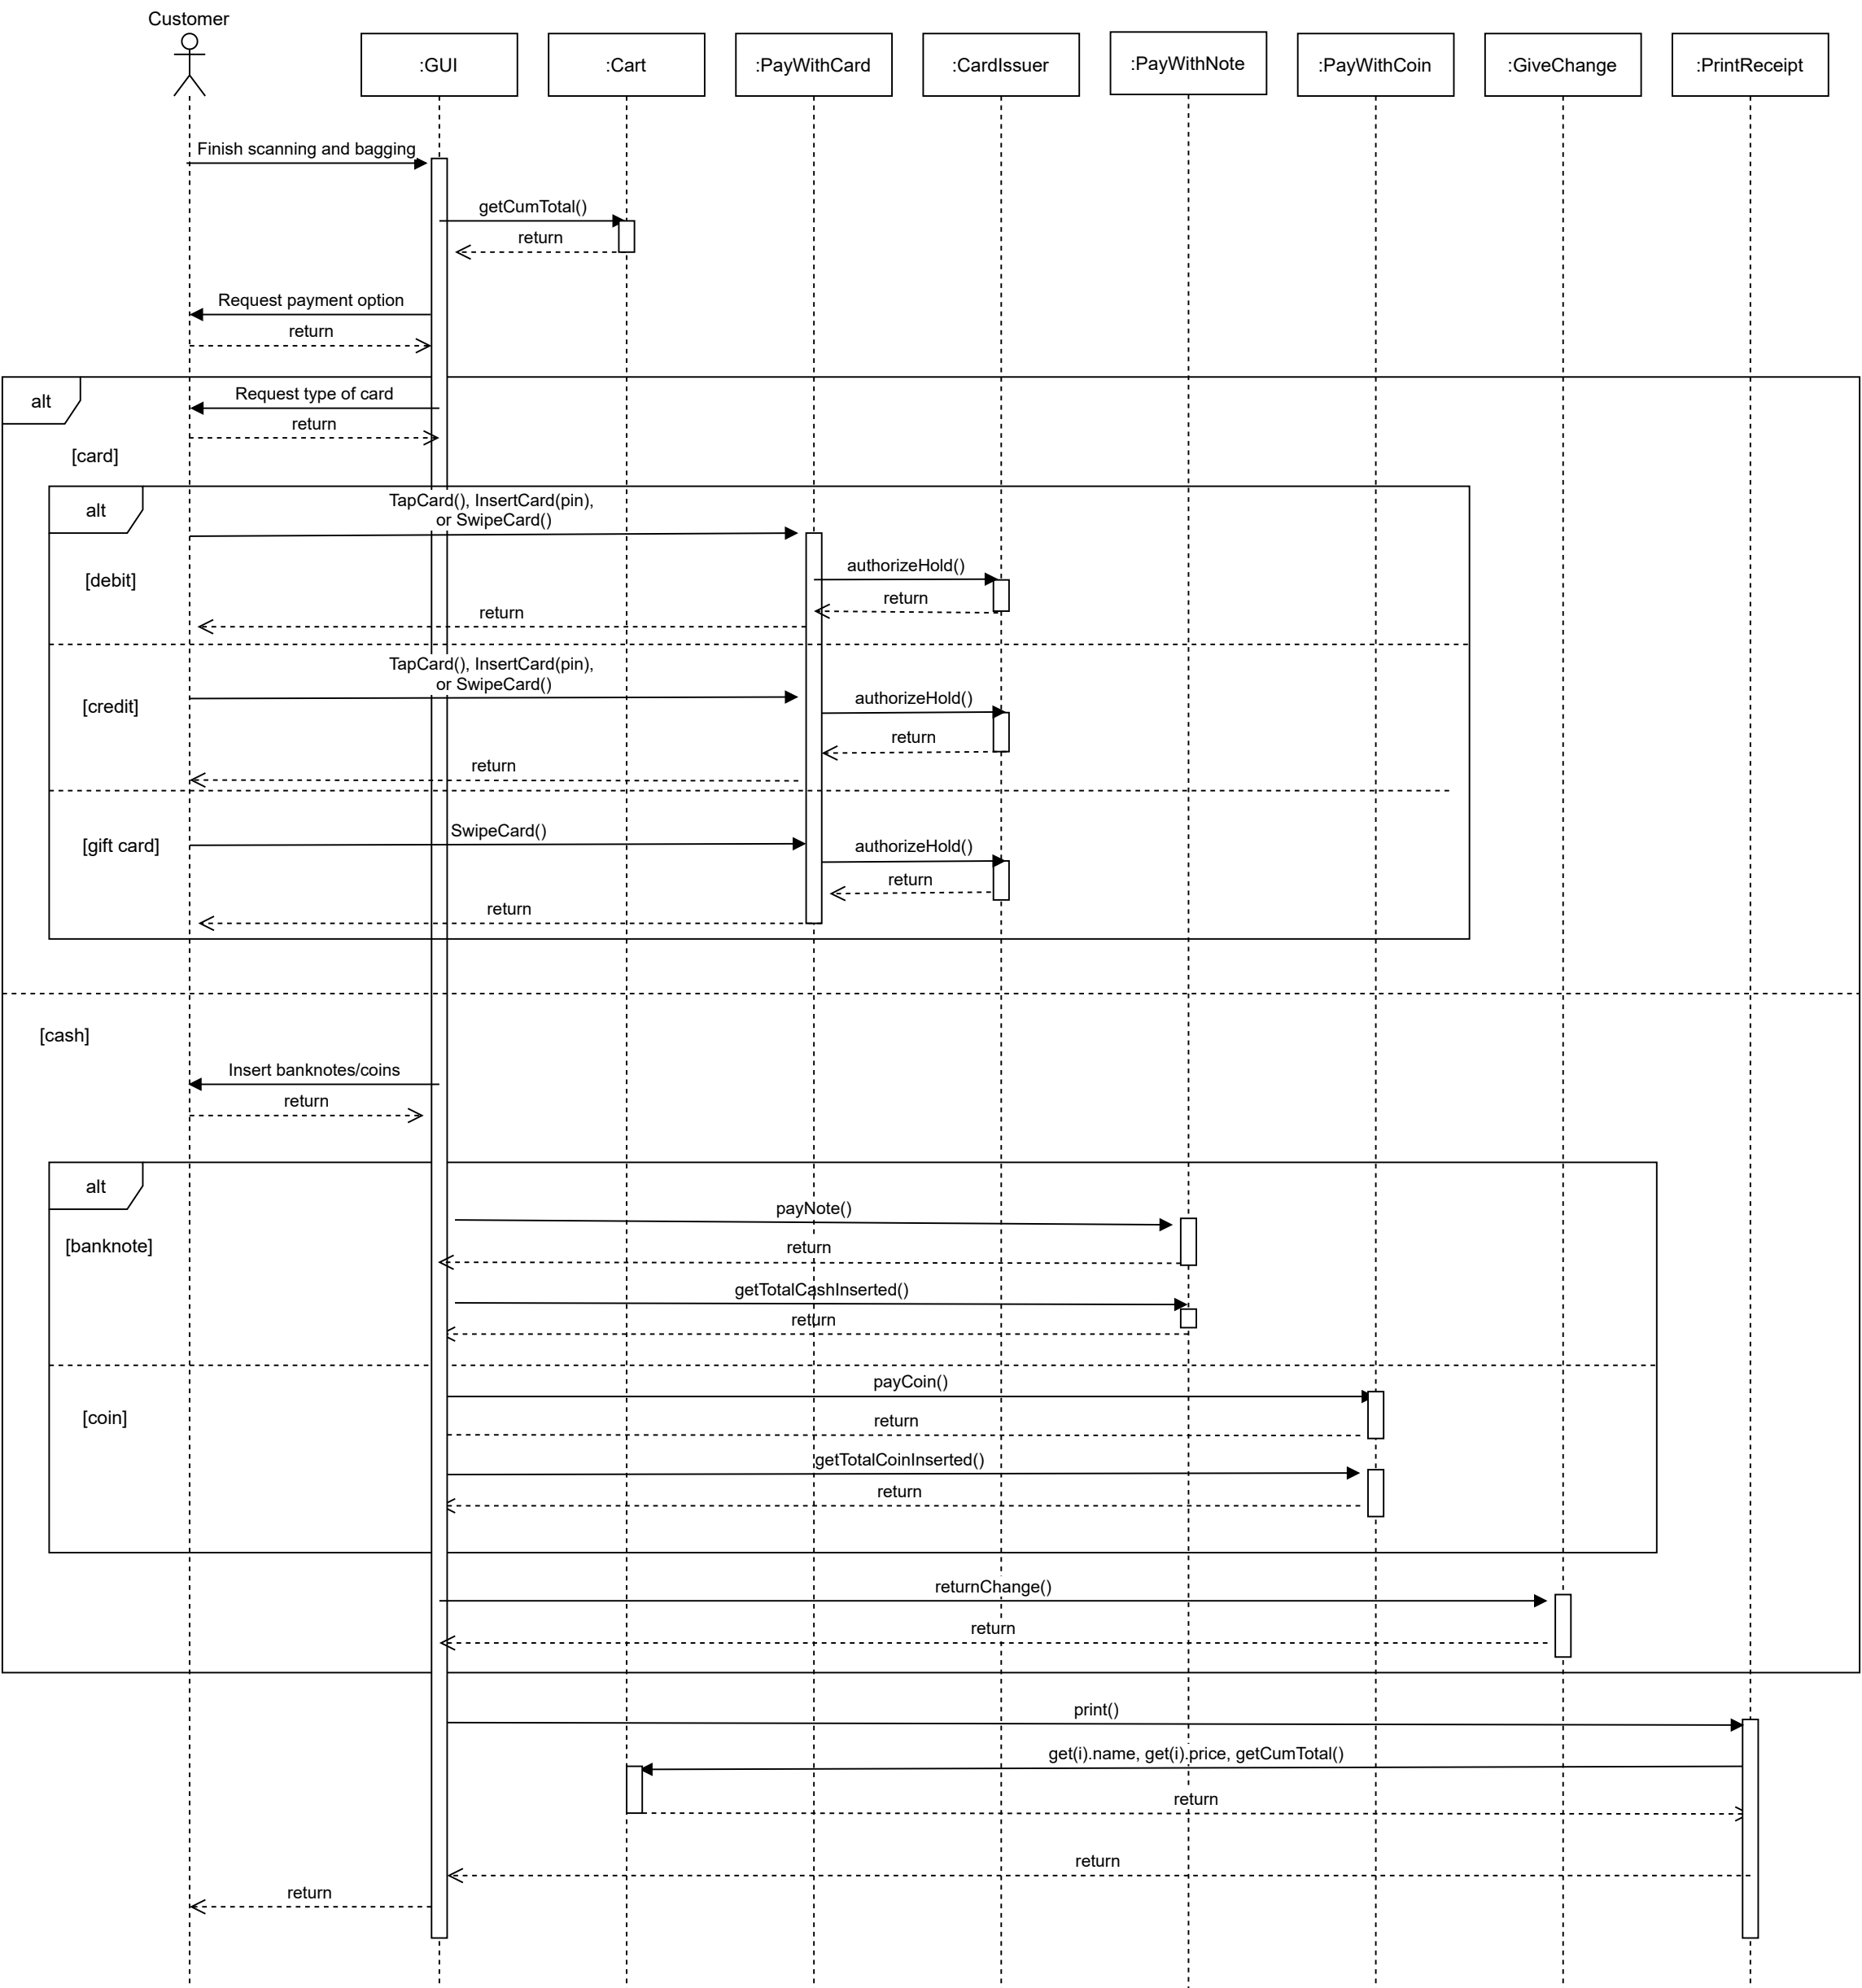 Customer
:GUI
:Cart
:PayWithCard
:CardIssuer
:PayWithNote
:PayWithCoin
:GiveChange
:PrintReceipt
Finish scanning and bagging
getCumTotal()
return
Request payment option
return
alt
Request type of card
return
[card]
alt
TapCard(), InsertCard(pin),
or SwipeCard()
[debit]
authorizeHold()
return
return
TapCard(), InsertCard(pin),
or SwipeCard()
[credit]
authorizeHold()
return
return
SwipeCard()
[gift card]
authorizeHold()
return
return
[cash]
Insert banknotes/coins
return
alt
payNote()
[banknote]
return
getTotalCashInserted()
return
payCoin()
[coin]
return
getTotalCoinInserted()
return
returnChange()
return
print()
get(i).name, get(i).price, getCumTotal()
return
return
return